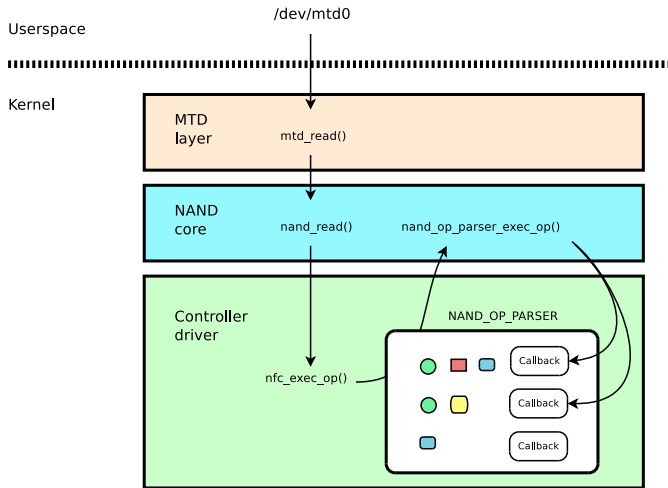 /dev/mtd0
Userspace
Kernel
MTD
layer
mtd_read()
NAND
core
nand_read()
nand_op_parser_exec_op()
Controller
driver
NAND_OP_PARSER
nfc_exec_op()
Callback
Callback
Callback